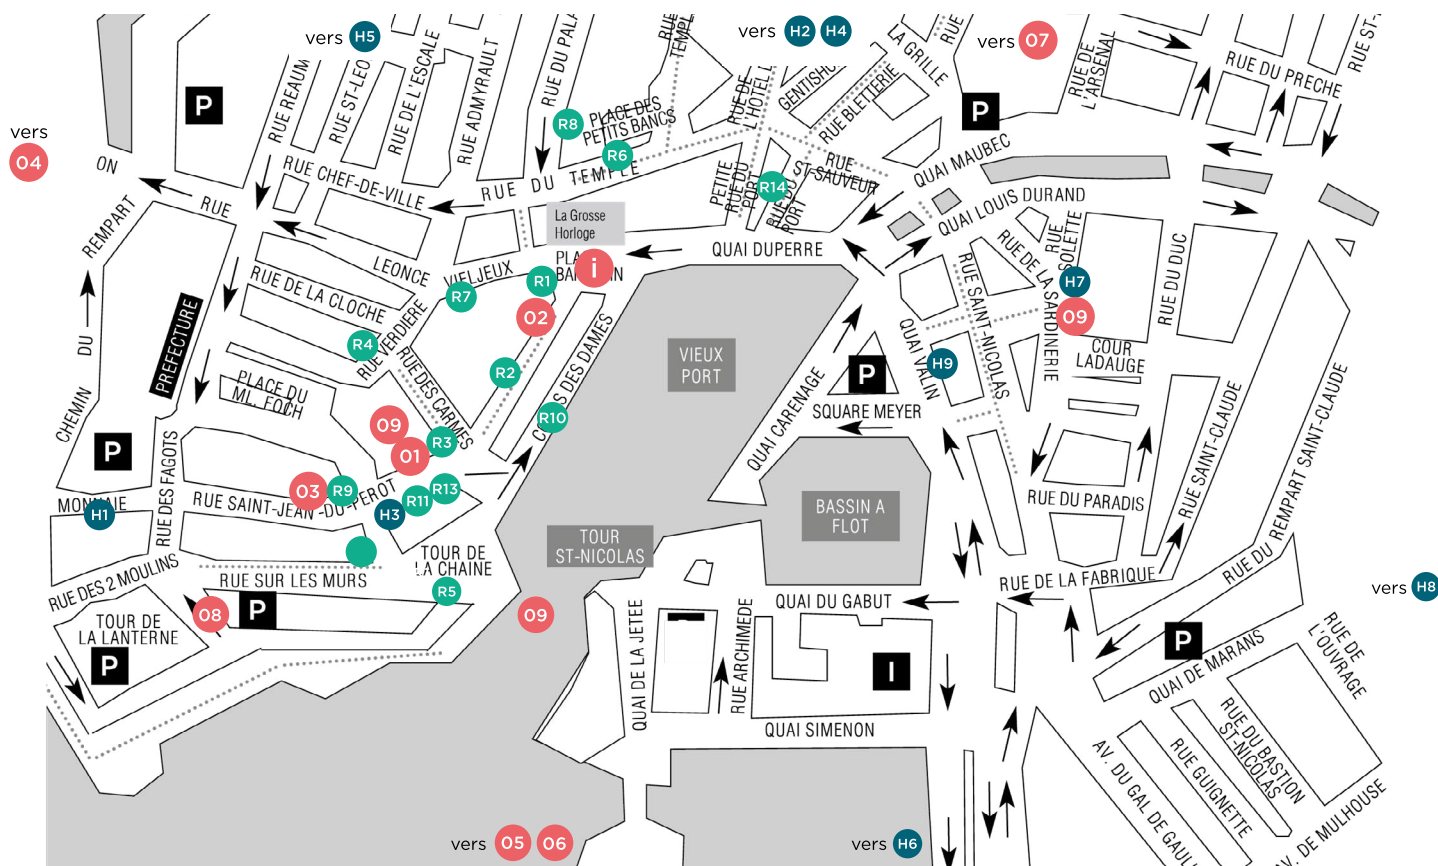 vers H5
vers H2 H4
vers 07
vers
04
P
P
RUE REAUM
RUE ST-LEO
RUE DE L'ESCALE
RUE ADMYRAULT
RUE DU PALA
RUE
TEMPL
RUE DE
L'HOTEL
GENTISHO
RUE BLETTERIE
LA GRILLE
RUE
RUE DE
L'ARSENAL
RUE DU PRECHE
RUE ST-
R8
PLACE DES
PETITS BANCS
R6
ON
RUE
REMPART
DU
CHEMIN
RUE CHEF-DE-VILLE
RUE DU TEMPLE
PETITE
RUE DU
PORT
R14
RUE DU
PORT
RUE
ST-SAUVEUR
QUAI MAUBEC
QUAI LOUIS DURAND
La Grosse
Horloge
QUAI DUPERRE
LEONCE
VIELJEUX
i
R1
R7
02
RUE DE LA CLOCHE
RUE VERDIERE
R4
R2
R10
PREFECTURE
PLACE DU
ML. FOCH
RUE DES CARMES
COURS DES DAMES
VIEUX
PORT
RUE
SOLETTE
RUE DE LA SARDINERIE
RUE SAINT-NICOLAS
H7
09
RUE DU DUC
COUR
LADAUGE
QUAI VALIN
H9
P
SQUARE MEYER
QUAI CARENAGE
09
01
R3
P
MONNAIE
H1
RUE DES FAGOTS
RUE SAINT-JEAN-DU-PEROT
03
R9
H3
R11
R13
RUE DU PARADIS
RUE SAINT-CLAUDE
RUE DU REMPART SAINT-CLAUDE
BASSIN A
FLOT
TOUR
ST-NICOLAS
TOUR DE
LA CHAINE
RUE SUR LES MURS
R5
RUE DES 2 MOULINS
08
P
TOUR DE
LA LANTERNE
P
09
RUE DE LA FABRIQUE
vers H8
QUAI DU GABUT
QUAI DE LA JETEE
RUE ARCHIMEDE
I
QUAI SIMENON
P
QUAI DE MARANS
RUE DE
L'OUVRAGE
RUE DU BASTION
ST-NICOLAS
RUE GUIGNETTE
AV. DU GAL DE GAUL
AV. DE MULHOUSE
vers 05 06
vers H6